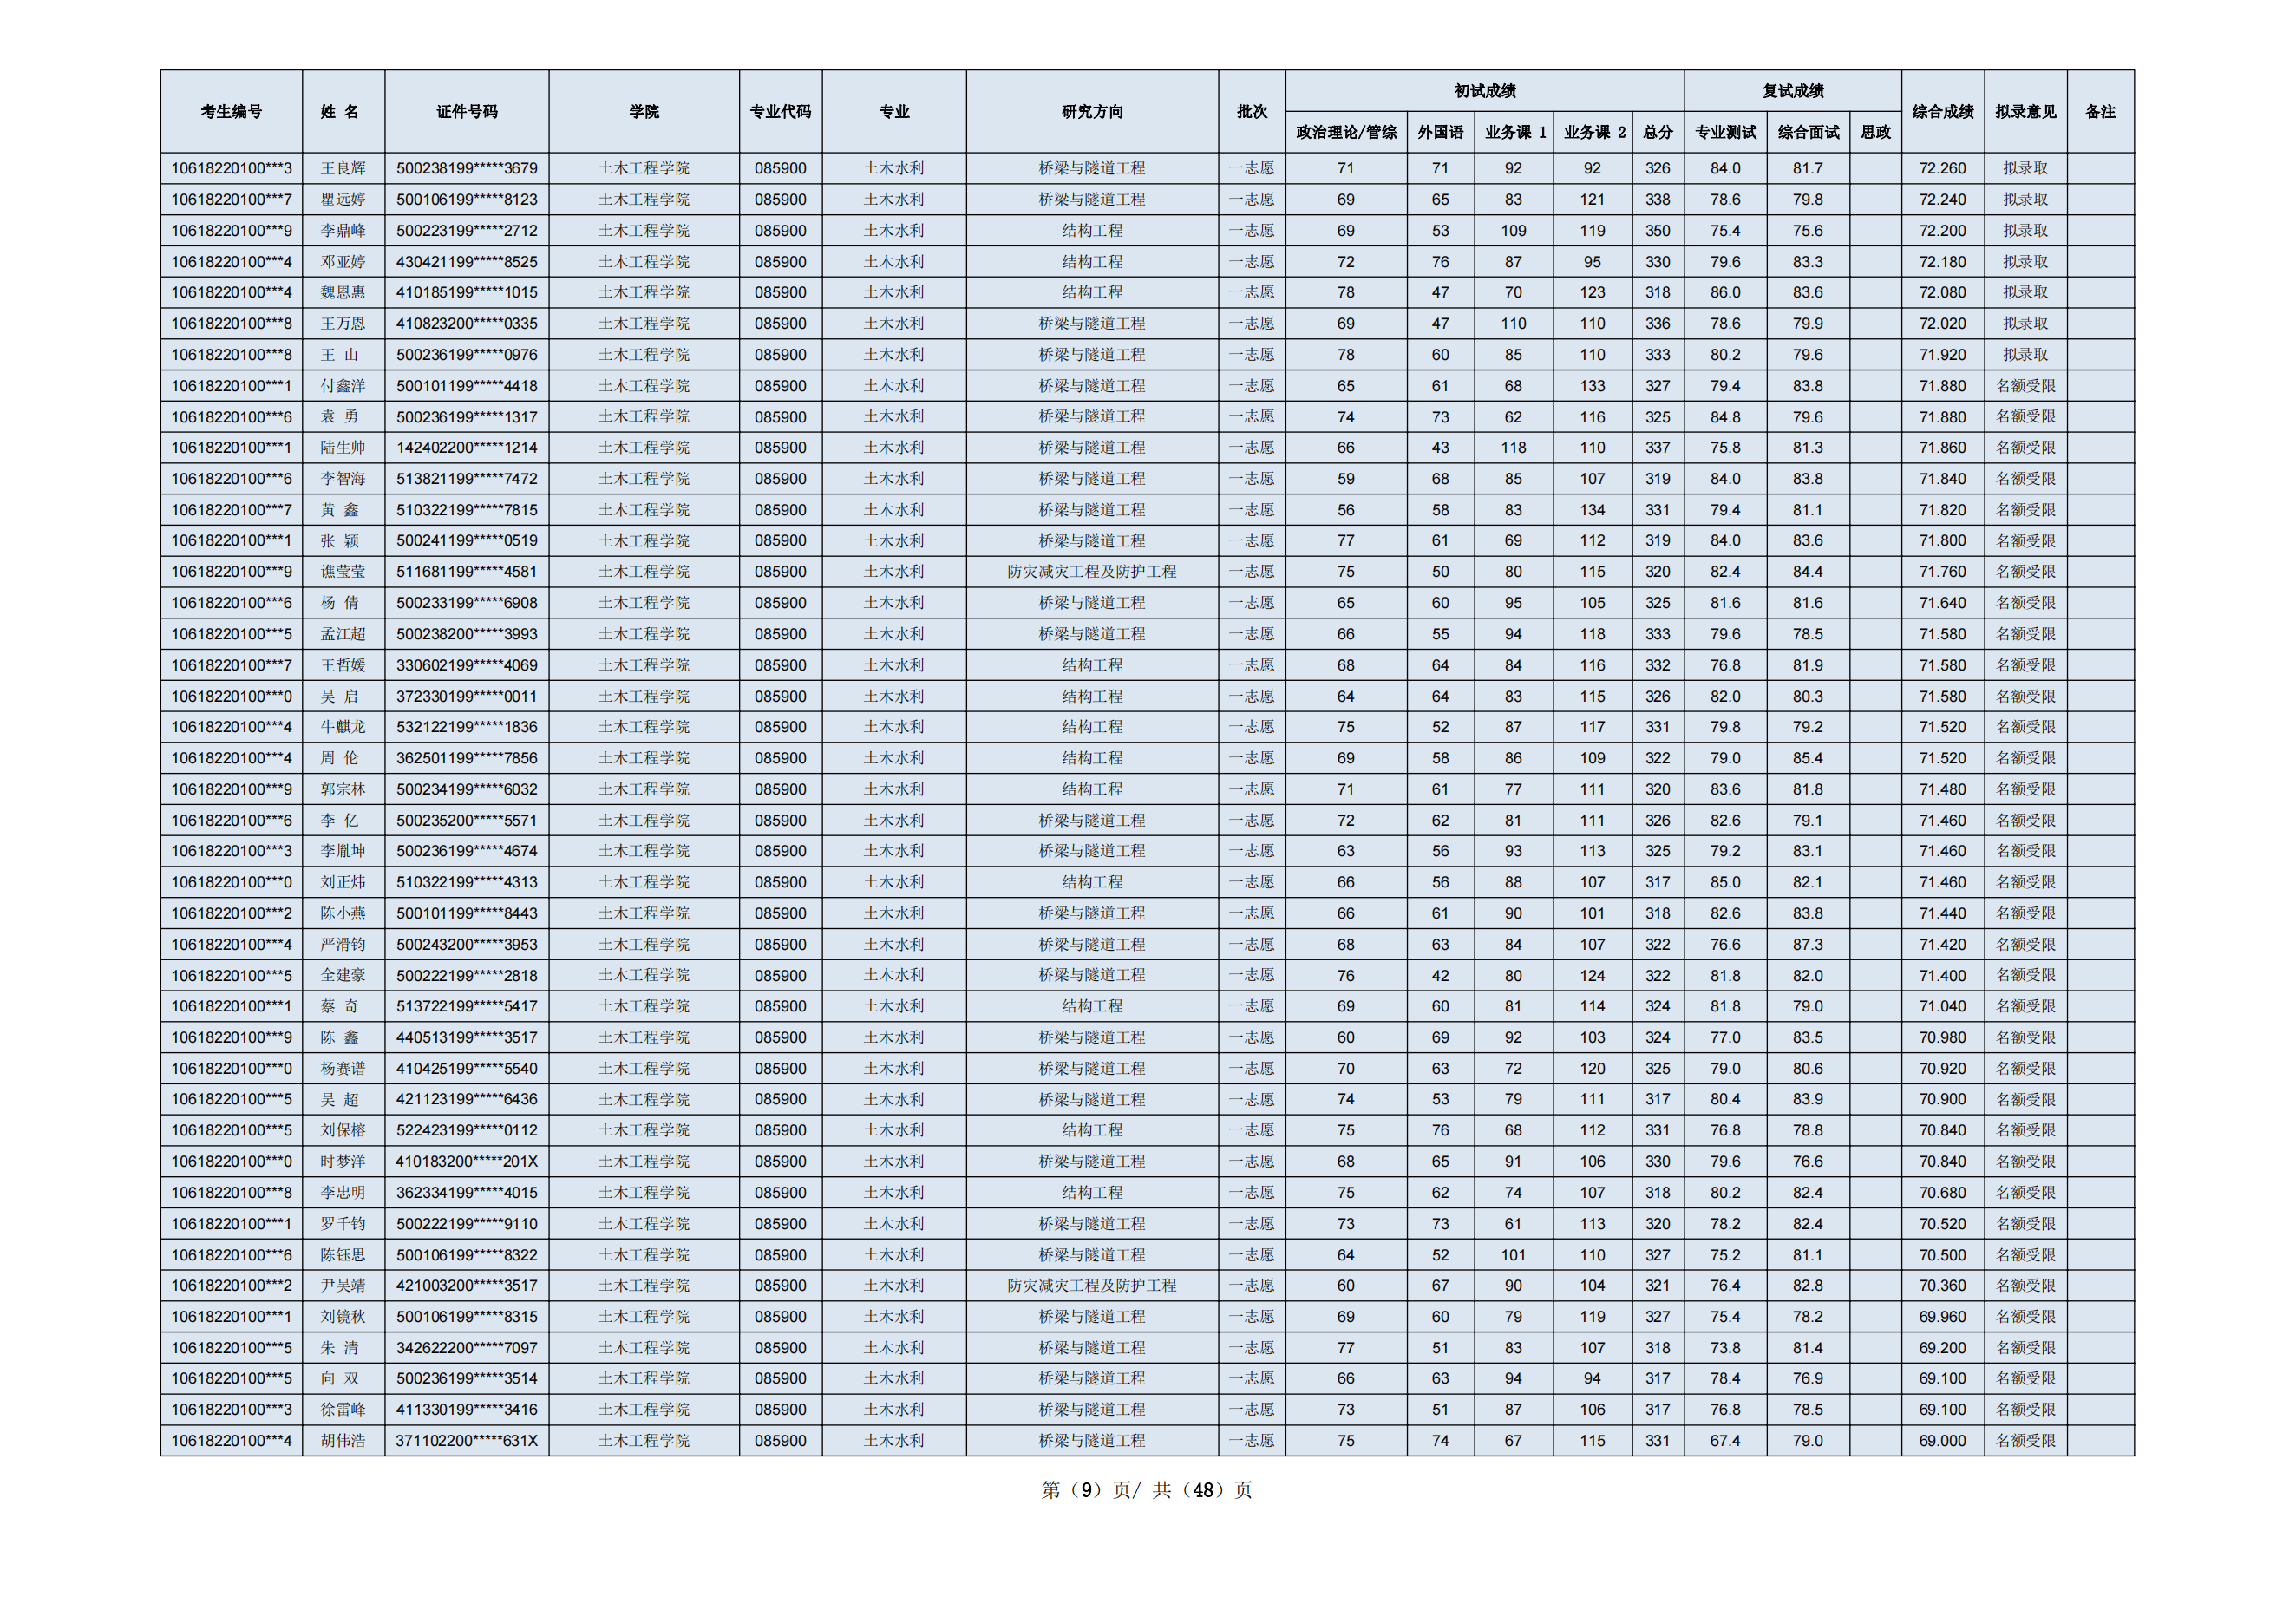 考生编号 姓 名 证件号码 学院 专业代码 专业 研究方向 批次 初试成绩 复试成绩 综合成绩 拟录意见 备注
政治理论/管综 外国语 业务课 1 业务课 2 总分 专业测试 综合面试 思政
10618220100***3 王良辉 500238199*****3679 土木工程学院 085900 土木水利 桥梁与隧道工程 一志愿 71 71 92 92 326 84.0 81.7 72.260 拟录取
10618220100***7 瞿远婷 500106199*****8123 土木工程学院 085900 土木水利 桥梁与隧道工程 一志愿 69 65 83 121 338 78.6 79.8 72.240 拟录取
10618220100***9 李鼎峰 500223199*****2712 土木工程学院 085900 土木水利 结构工程 一志愿 69 53 109 119 350 75.4 75.6 72.200 拟录取
10618220100***4 邓亚婷 430421199*****8525 土木工程学院 085900 土木水利 结构工程 一志愿 72 76 87 95 330 79.6 83.3 72.180 拟录取
10618220100***4 魏恩惠 410185199*****1015 土木工程学院 085900 土木水利 结构工程 一志愿 78 47 70 123 318 86.0 83.6 72.080 拟录取
10618220100***8 王万恩 410823200*****0335 土木工程学院 085900 土木水利 桥梁与隧道工程 一志愿 69 47 110 110 336 78.6 79.9 72.020 拟录取
10618220100***8 王 山 500236199*****0976 土木工程学院 085900 土木水利 桥梁与隧道工程 一志愿 78 60 85 110 333 80.2 79.6 71.920 拟录取
10618220100***1 付鑫洋 500101199*****4418 土木工程学院 085900 土木水利 桥梁与隧道工程 一志愿 65 61 68 133 327 79.4 83.8 71.880 名额受限
10618220100***6 袁 勇 500236199*****1317 土木工程学院 085900 土木水利 桥梁与隧道工程 一志愿 74 73 62 116 325 84.8 79.6 71.880 名额受限
10618220100***1 陆生帅 142402200*****1214 土木工程学院 085900 土木水利 桥梁与隧道工程 一志愿 66 43 118 110 337 75.8 81.3 71.860 名额受限
10618220100***6 李智海 513821199*****7472 土木工程学院 085900 土木水利 桥梁与隧道工程 一志愿 59 68 85 107 319 84.0 83.8 71.840 名额受限
10618220100***7 黄 鑫 510322199*****7815 土木工程学院 085900 土木水利 桥梁与隧道工程 一志愿 56 58 83 134 331 79.4 81.1 71.820 名额受限
10618220100***1 张 颖 500241199*****0519 土木工程学院 085900 土木水利 桥梁与隧道工程 一志愿 77 61 69 112 319 84.0 83.6 71.800 名额受限
10618220100***9 谯莹莹 511681199*****4581 土木工程学院 085900 土木水利 防灾减灾工程及防护工程 一志愿 75 50 80 115 320 82.4 84.4 71.760 名额受限
10618220100***6 杨 倩 500233199*****6908 土木工程学院 085900 土木水利 桥梁与隧道工程 一志愿 65 60 95 105 325 81.6 81.6 71.640 名额受限
10618220100***5 孟江超 500238200*****3993 土木工程学院 085900 土木水利 桥梁与隧道工程 一志愿 66 55 94 118 333 79.6 78.5 71.580 名额受限
10618220100***7 王哲媛 330602199*****4069 土木工程学院 085900 土木水利 结构工程 一志愿 68 64 84 116 332 76.8 81.9 71.580 名额受限
10618220100***0 吴 启 372330199*****0011 土木工程学院 085900 土木水利 结构工程 一志愿 64 64 83 115 326 82.0 80.3 71.580 名额受限
10618220100***4 牛麒龙 532122199*****1836 土木工程学院 085900 土木水利 结构工程 一志愿 75 52 87 117 331 79.8 79.2 71.520 名额受限
10618220100***4 周 伦 362501199*****7856 土木工程学院 085900 土木水利 结构工程 一志愿 69 58 86 109 322 79.0 85.4 71.520 名额受限
10618220100***9 郭宗林 500234199*****6032 土木工程学院 085900 土木水利 结构工程 一志愿 71 61 77 111 320 83.6 81.8 71.480 名额受限
10618220100***6 李 亿 500235200*****5571 土木工程学院 085900 土木水利 桥梁与隧道工程 一志愿 72 62 81 111 326 82.6 79.1 71.460 名额受限
10618220100***3 李胤坤 500236199*****4674 土木工程学院 085900 土木水利 桥梁与隧道工程 一志愿 63 56 93 113 325 79.2 83.1 71.460 名额受限
10618220100***0 刘正炜 510322199*****4313 土木工程学院 085900 土木水利 结构工程 一志愿 66 56 88 107 317 85.0 82.1 71.460 名额受限
10618220100***2 陈小燕 500101199*****8443 土木工程学院 085900 土木水利 桥梁与隧道工程 一志愿 66 61 90 101 318 82.6 83.8 71.440 名额受限
10618220100***4 严滑钧 500243200*****3953 土木工程学院 085900 土木水利 桥梁与隧道工程 一志愿 68 63 84 107 322 76.6 87.3 71.420 名额受限
10618220100***5 全建豪 500222199*****2818 土木工程学院 085900 土木水利 桥梁与隧道工程 一志愿 76 42 80 124 322 81.8 82.0 71.400 名额受限
10618220100***1 蔡 奇 513722199*****5417 土木工程学院 085900 土木水利 结构工程 一志愿 69 60 81 114 324 81.8 79.0 71.040 名额受限
10618220100***9 陈 鑫 440513199*****3517 土木工程学院 085900 土木水利 桥梁与隧道工程 一志愿 60 69 92 103 324 77.0 83.5 70.980 名额受限
10618220100***0 杨赛谱 410425199*****5540 土木工程学院 085900 土木水利 桥梁与隧道工程 一志愿 70 63 72 120 325 79.0 80.6 70.920 名额受限
10618220100***5 吴 超 421123199*****6436 土木工程学院 085900 土木水利 桥梁与隧道工程 一志愿 74 53 79 111 317 80.4 83.9 70.900 名额受限
10618220100***5 刘保榕 522423199*****0112 土木工程学院 085900 土木水利 结构工程 一志愿 75 76 68 112 331 76.8 78.8 70.840 名额受限
10618220100***0 时梦洋 410183200*****201X 土木工程学院 085900 土木水利 桥梁与隧道工程 一志愿 68 65 91 106 330 79.6 76.6 70.840 名额受限
10618220100***8 李忠明 362334199*****4015 土木工程学院 085900 土木水利 结构工程 一志愿 75 62 74 107 318 80.2 82.4 70.680 名额受限
10618220100***1 罗千钧 500222199*****9110 土木工程学院 085900 土木水利 桥梁与隧道工程 一志愿 73 73 61 113 320 78.2 82.4 70.520 名额受限
10618220100***6 陈钰思 500106199*****8322 土木工程学院 085900 土木水利 桥梁与隧道工程 一志愿 64 52 101 110 327 75.2 81.1 70.500 名额受限
10618220100***2 尹吴靖 421003200*****3517 土木工程学院 085900 土木水利 防灾减灾工程及防护工程 一志愿 60 67 90 104 321 76.4 82.8 70.360 名额受限
10618220100***1 刘镜秋 500106199*****8315 土木工程学院 085900 土木水利 桥梁与隧道工程 一志愿 69 60 79 119 327 75.4 78.2 69.960 名额受限
10618220100***5 朱 清 342622200*****7097 土木工程学院 085900 土木水利 桥梁与隧道工程 一志愿 77 51 83 107 318 73.8 81.4 69.200 名额受限
10618220100***5 向 双 500236199*****3514 土木工程学院 085900 土木水利 桥梁与隧道工程 一志愿 66 63 94 94 317 78.4 76.9 69.100 名额受限
10618220100***3 徐雷峰 411330199*****3416 土木工程学院 085900 土木水利 桥梁与隧道工程 一志愿 73 51 87 106 317 76.8 78.5 69.100 名额受限
10618220100***4 胡伟浩 371102200*****631X 土木工程学院 085900 土木水利 桥梁与隧道工程 一志愿 75 74 67 115 331 67.4 79.0 69.000 名额受限
第（9）页/ 共（48）页